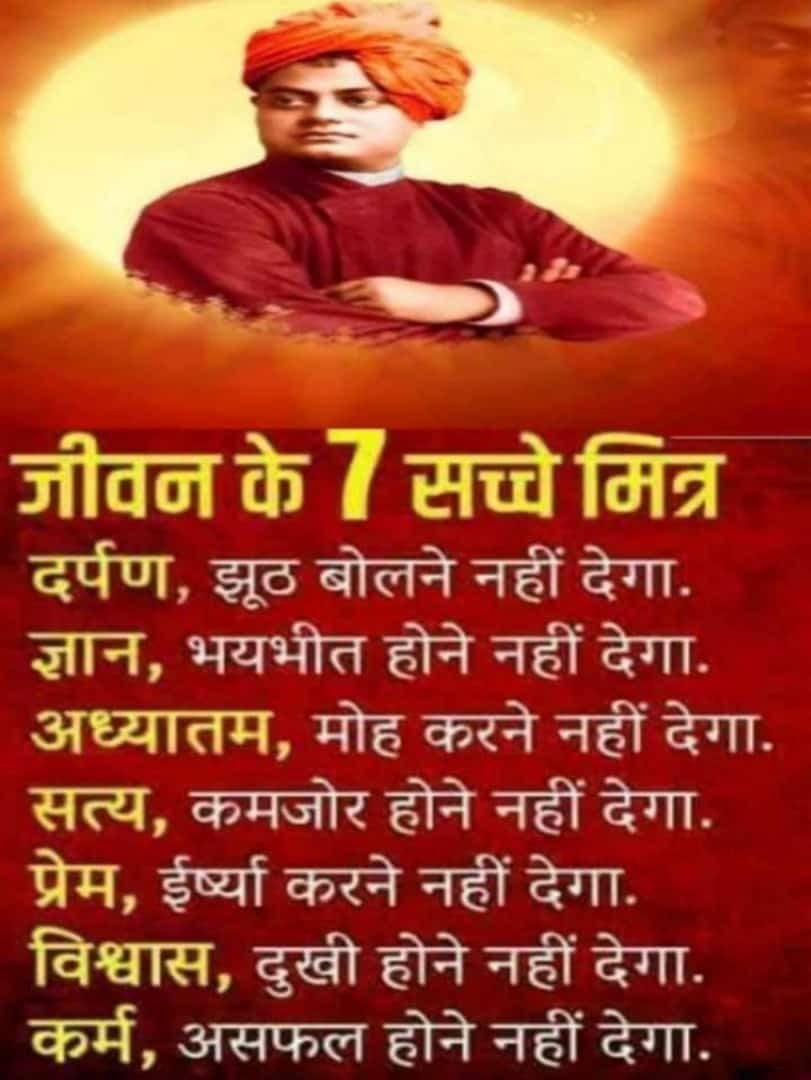 जीवन के 7 सच्चे मित्र
दर्पण, झूठ बोलने नहीं देगा.
ज्ञान, भयभीत होने नहीं देगा.
अध्यातम, मोह करने नहीं देगा.
सत्य, कमजोर होने नहीं देगा.
प्रेम, ईर्ष्या करने नहीं देगा.
विश्वास, दुखी होने नहीं देगा.
कर्म, असफल होने नहीं देगा.